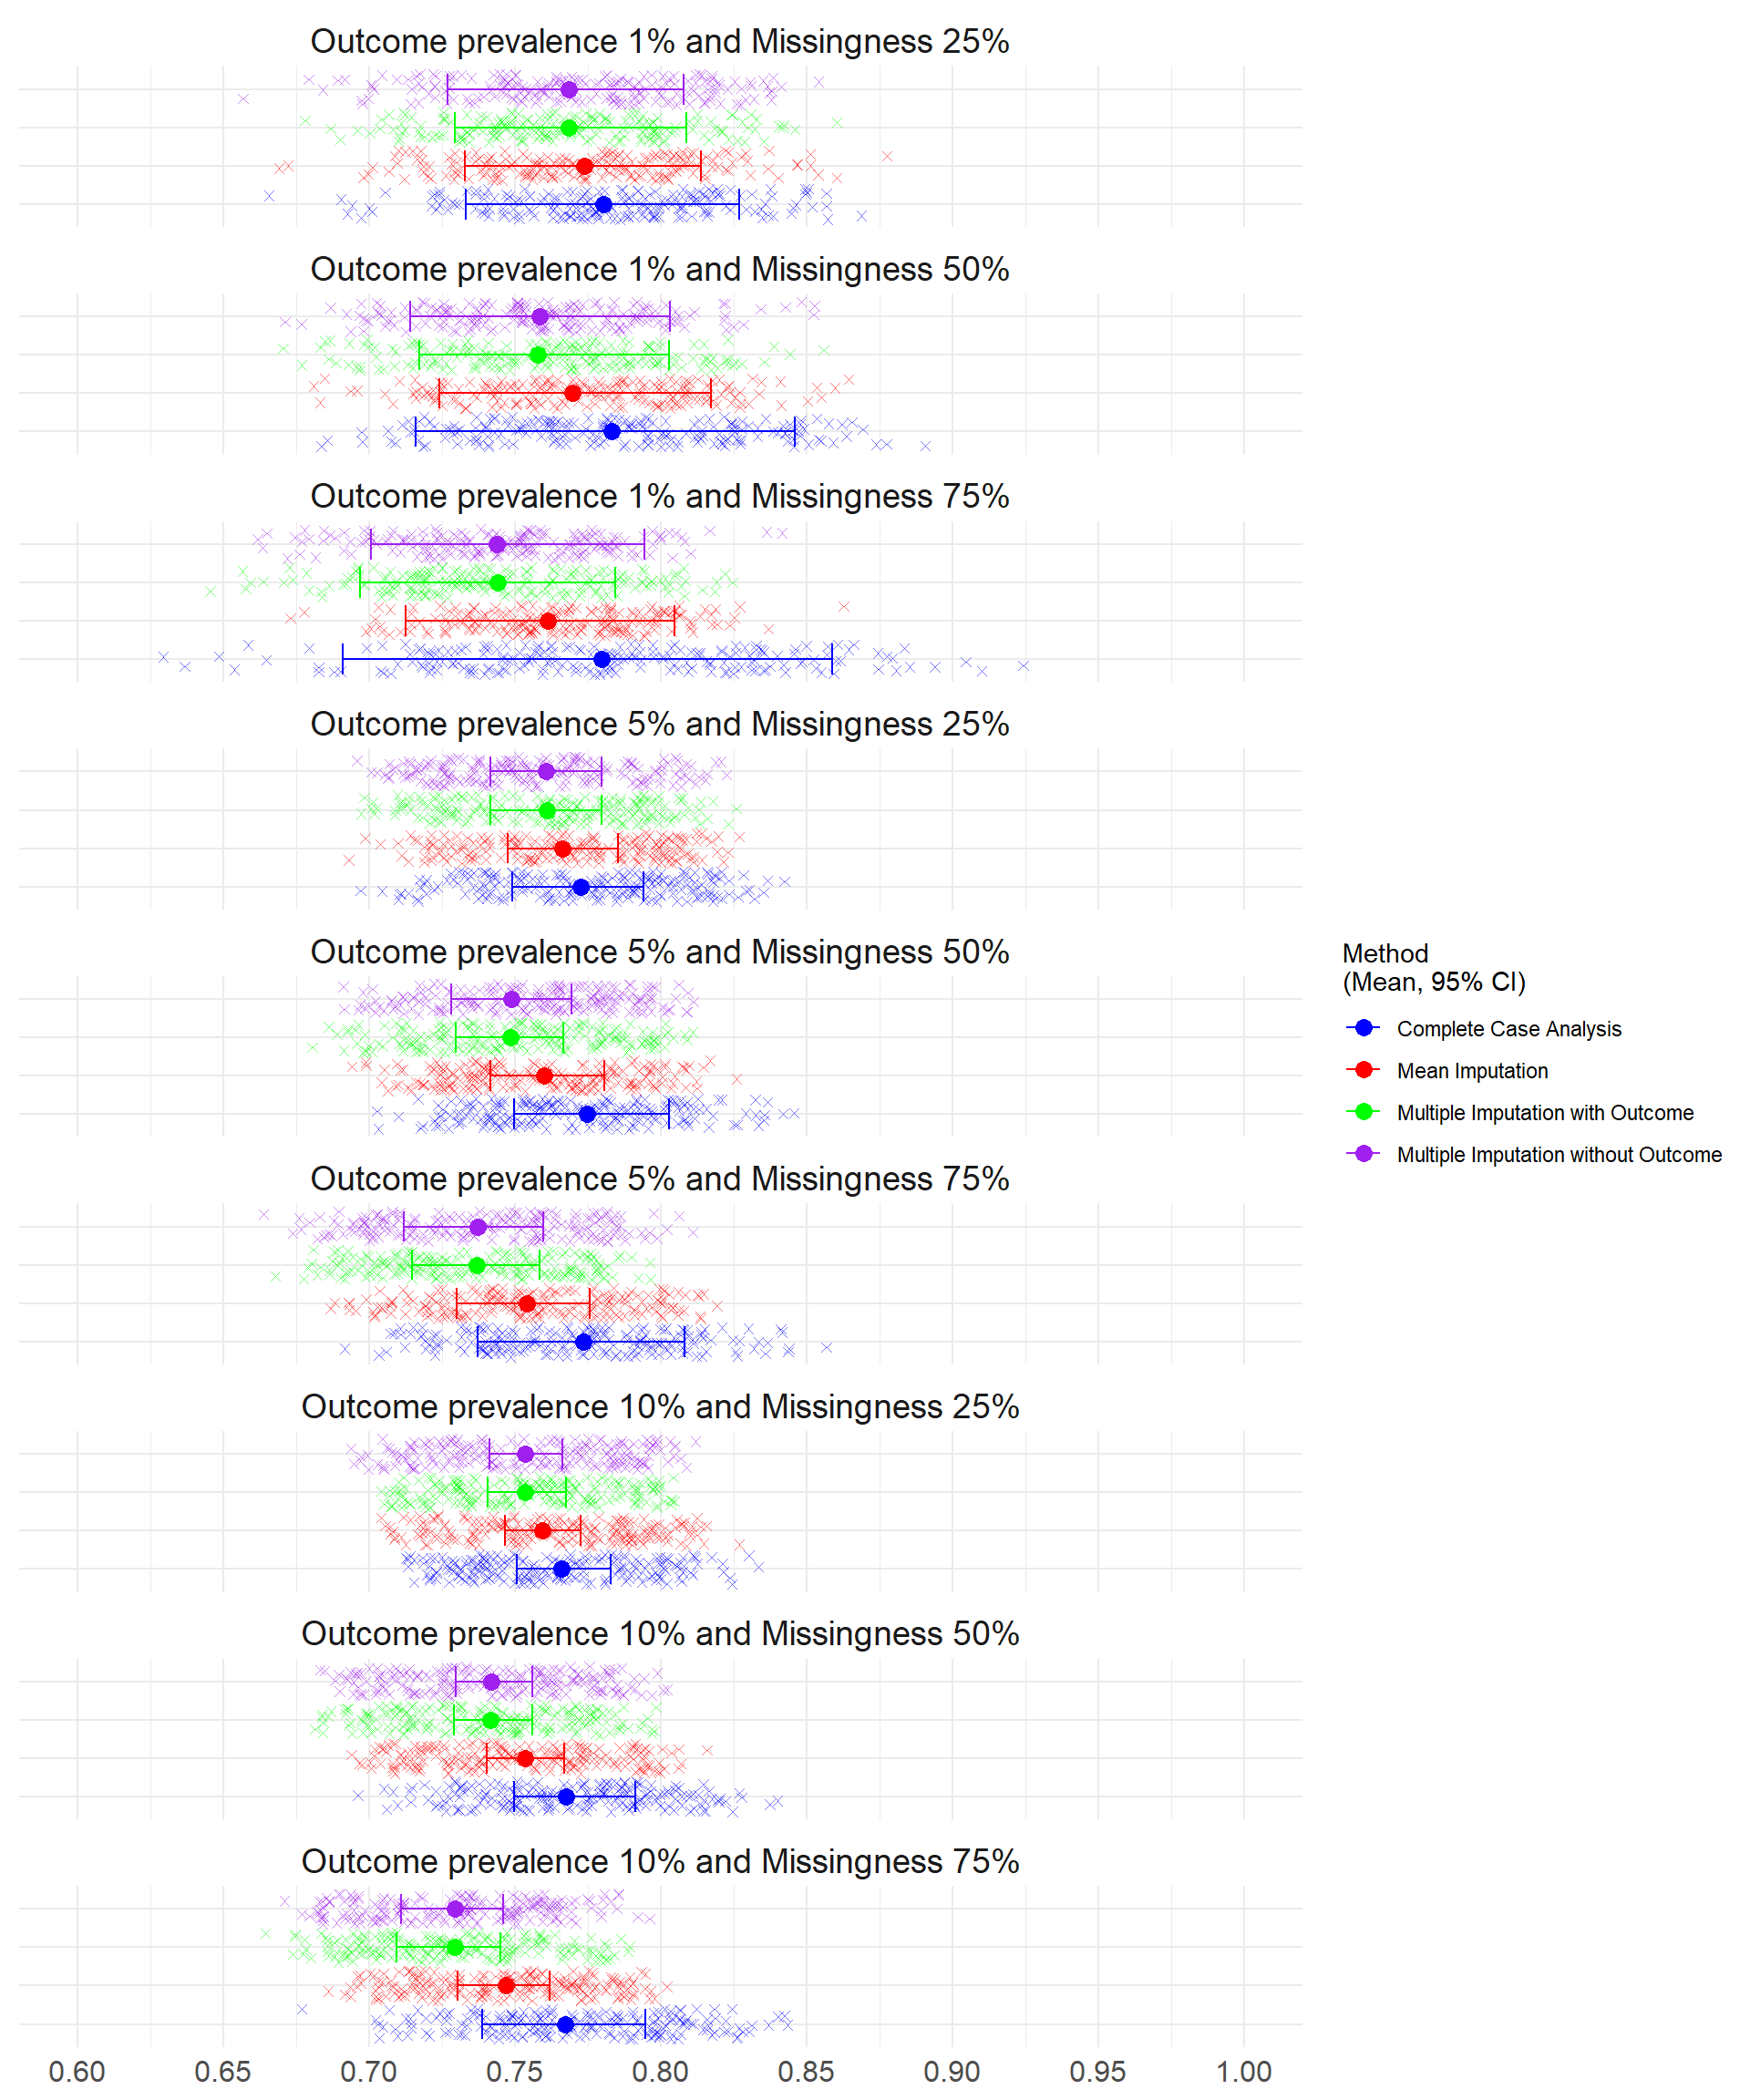 Outcome prevalence 1% and Missingness 25%
Outcome prevalence 1% and Missingness 50%
Outcome prevalence 1% and Missingness 75%
Outcome prevalence 5% and Missingness 25%
Outcome prevalence 5% and Missingness 50%
Outcome prevalence 5% and Missingness 75%
Outcome prevalence 10% and Missingness 25%
Outcome prevalence 10% and Missingness 50%
Outcome prevalence 10% and Missingness 75%
0.60 0.65 0.70 0.75 0.80 0.85 0.90 0.95 1.00
Method
(Mean, 95% CI)
Complete Case Analysis
Mean Imputation
Multiple Imputation with Outcome
Multiple Imputation without Outcome